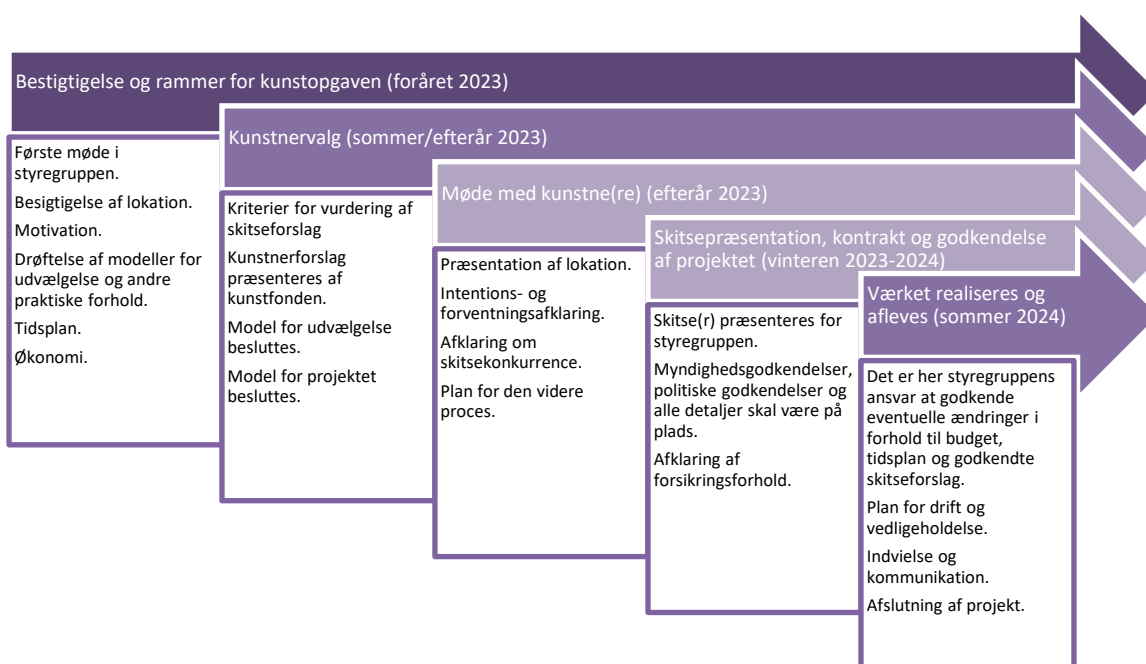 Bestigtigelse og rammer for kunstopgaven (foråret 2023)
Første møde i
styregruppen.
Besigtigelse af lokation.
Motivation.
Drøftelse af modeller for
udvælgelse og andre
praktiske forhold.
Tidsplan.
Økonomi.
Kunstnervalg (sommer/efterår 2023)
Kriterier for vurdering af
skitseforslag
Kunstnerforslag
præsenteres af
kunstfonden.
Model for udvælgelse
besluttes.
Model for projektet
besluttes.
Møde med kunstne(re) (efterår 2023)
Præsentation af lokation.
Intentions- og
forventningsafklaring.
Afklaring om
skitsekonkurrence.
Plan for den videre
proces.
Skitsepræsentation, kontrakt og godkendelse
af projektet (vinteren 2023-2024)
Skitse(r) præsenteres for
styregruppen.
Myndighedsgodkendelser,
politiske godkendelser og
alle detaljer skal være på
plads.
Afklaring af
forsikringsforhold.
Værket realiseres og
afleves (sommer 2024)
Det er her styregruppens
ansvar at godkende
eventuelle ændringer i
forhold til budget,
tidsplan og godkendte
skitseforslag.
Plan for drift og
vedligeholdelse.
Indvielse og
kommunikation.
Afslutning af projekt.